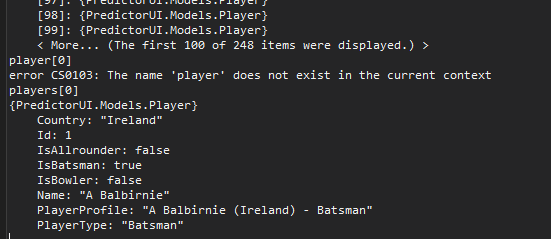 [97]: {PredictorUI.Models.Player}
[98]: {PredictorUI.Models.Player}
[99]: {PredictorUI.Models.Player}
< More... (The first 100 of 248 items were displayed.) >
player[0]
error CS0103: The name 'player' does not exist in the current context
players[0]
{PredictorUI.Models.Player}
Country: "Ireland"
Id: 1
IsAllrounder: false
IsBatsman: true
IsBowler: false
Name: "A Balbirnie"
PlayerProfile: "A Balbirnie (Ireland) - Batsman"
PlayerType: "Batsman"